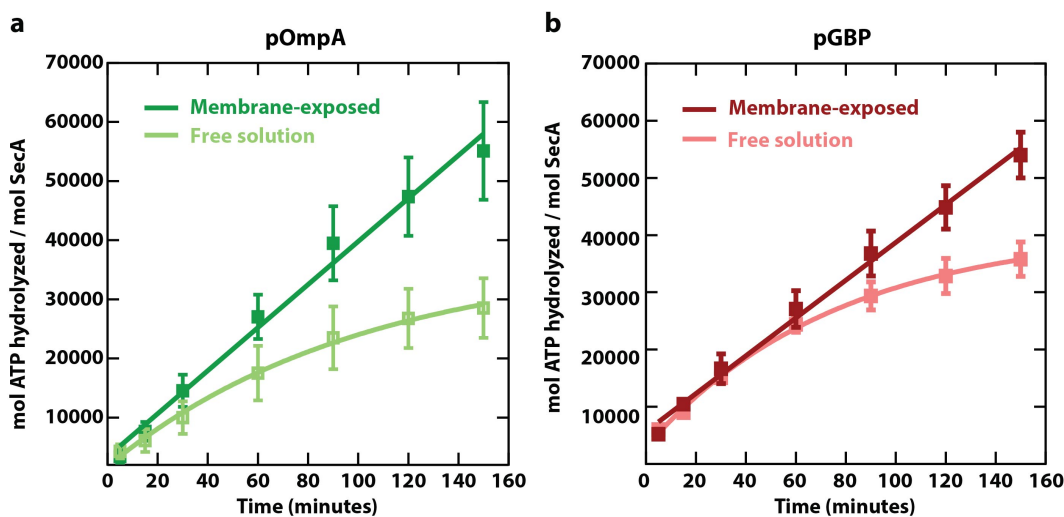 a
pOmpA
70000
60000
50000
40000
30000
20000
10000
mol ATP hydrolyzed / mol SecA
Membrane-exposed
Free solution
0 20 40 60 80 100 120 140 160
Time (minutes)
b
pGBP
70000
60000
50000
40000
30000
20000
10000
mol ATP hydrolyzed / mol SecA
Membrane-exposed
Free solution
0 20 40 60 80 100 120 140 160
Time (minutes)